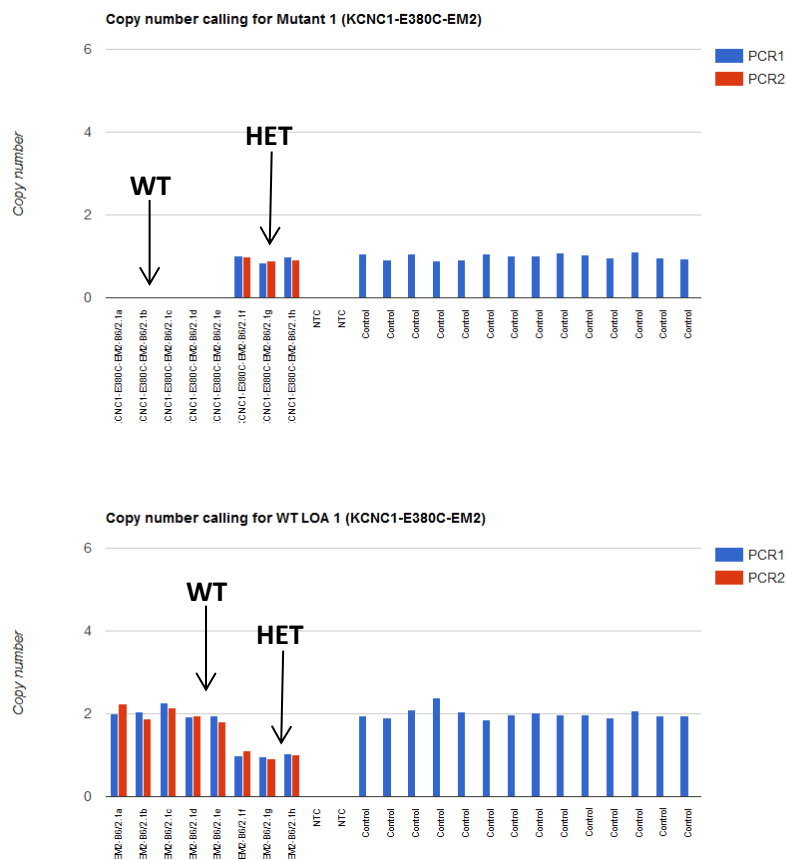 Copy number calling for Mutant 1 (KCNC1-E380C-EM2)
6
4
2
0
Copy number
PCR1
PCR2
WT
HET
:CNC1-E380C-EM2-B6/2.1a
:CNC1-E380C-EM2-B6/2.1b
:CNC1-E380C-EM2-B6/2.1c
:CNC1-E380C-EM2-B6/2.1d
:CNC1-E380C-EM2-B6/2.1e
:CNC1-E380C-EM2-B6/2.1f
:CNC1-E380C-EM2-B6/2.1g
:CNC1-E380C-EM2-B6/2.1h
NTC
NTC
Control
Control
Control
Control
Control
Control
Control
Control
Control
Control
Control
Control
Control
Control
Copy number calling for WT LOA 1 (KCNC1-E380C-EM2)
6
4
2
0
Copy number
PCR1
PCR2
WT
HET
EM2-B6/2.1a
EM2-B6/2.1b
EM2-B6/2.1c
EM2-B6/2.1d
EM2-B6/2.1e
EM2-B6/2.1f
EM2-B6/2.1g
EM2-B6/2.1h
NTC
NTC
Control
Control
Control
Control
Control
Control
Control
Control
Control
Control
Control
Control
Control
Control